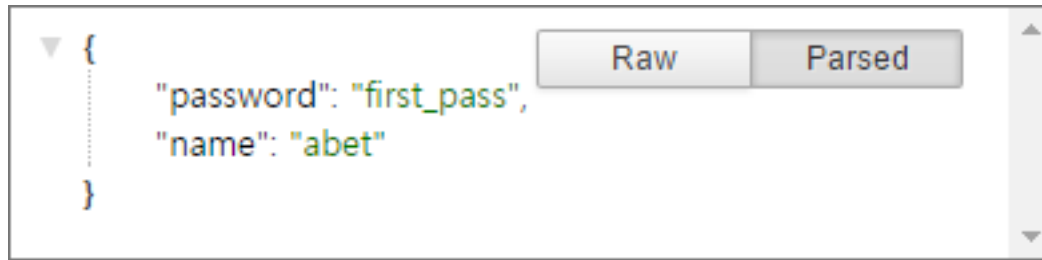 {
Raw Parsed
"password": "first_pass",
"name": "abet"
}